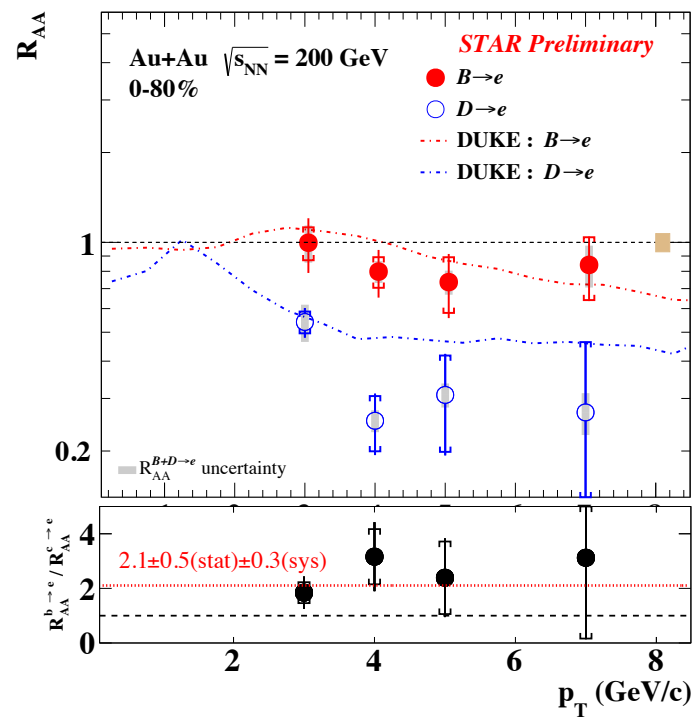 R_AA
1
0.2
Au+Au √s_NN = 200 GeV
0-80%
STAR Preliminary
B→e
D→e
DUKE : B→e
DUKE : D→e
R_AA^{B+D→e} uncertainty
R_AA^{b→e} / R_AA^{c→e}
4
2
0
2.1±0.5(stat)±0.3(sys)
2 4 6 8
p_T (GeV/c)